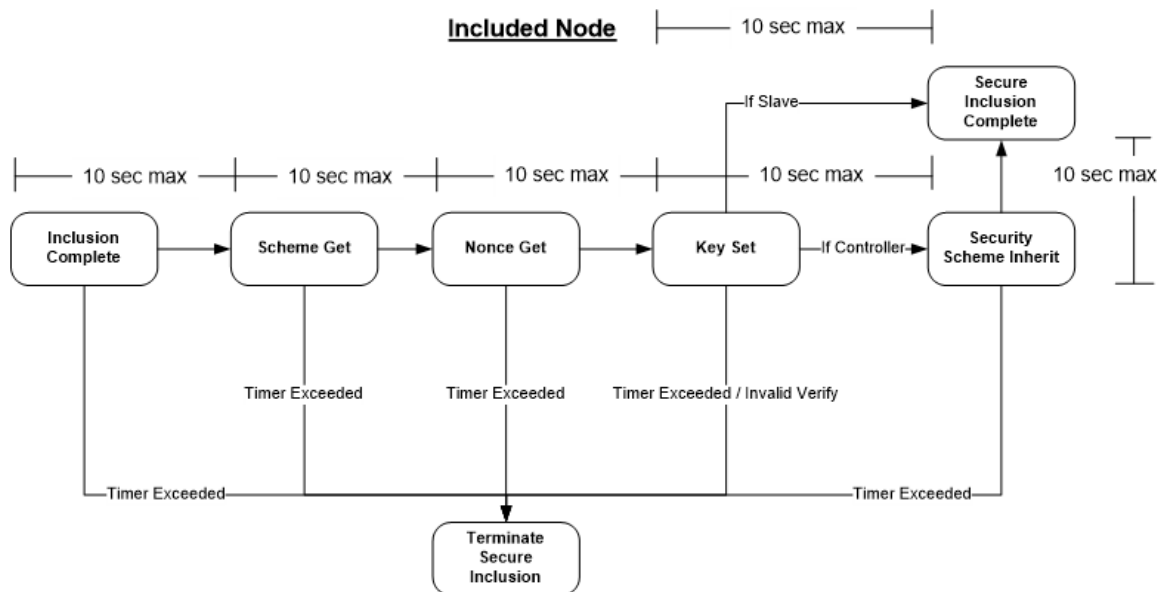 Included Node
10 sec max
Secure
Inclusion
Complete
If Slave
10 sec max
10 sec max
10 sec max
10 sec max
10 sec max
Inclusion
Complete
Scheme Get
Nonce Get
Key Set
If Controller
Security
Scheme Inherit
Timer Exceeded
Timer Exceeded
Timer Exceeded / Invalid Verify
Timer Exceeded
Timer Exceeded
Terminate
Secure
Inclusion